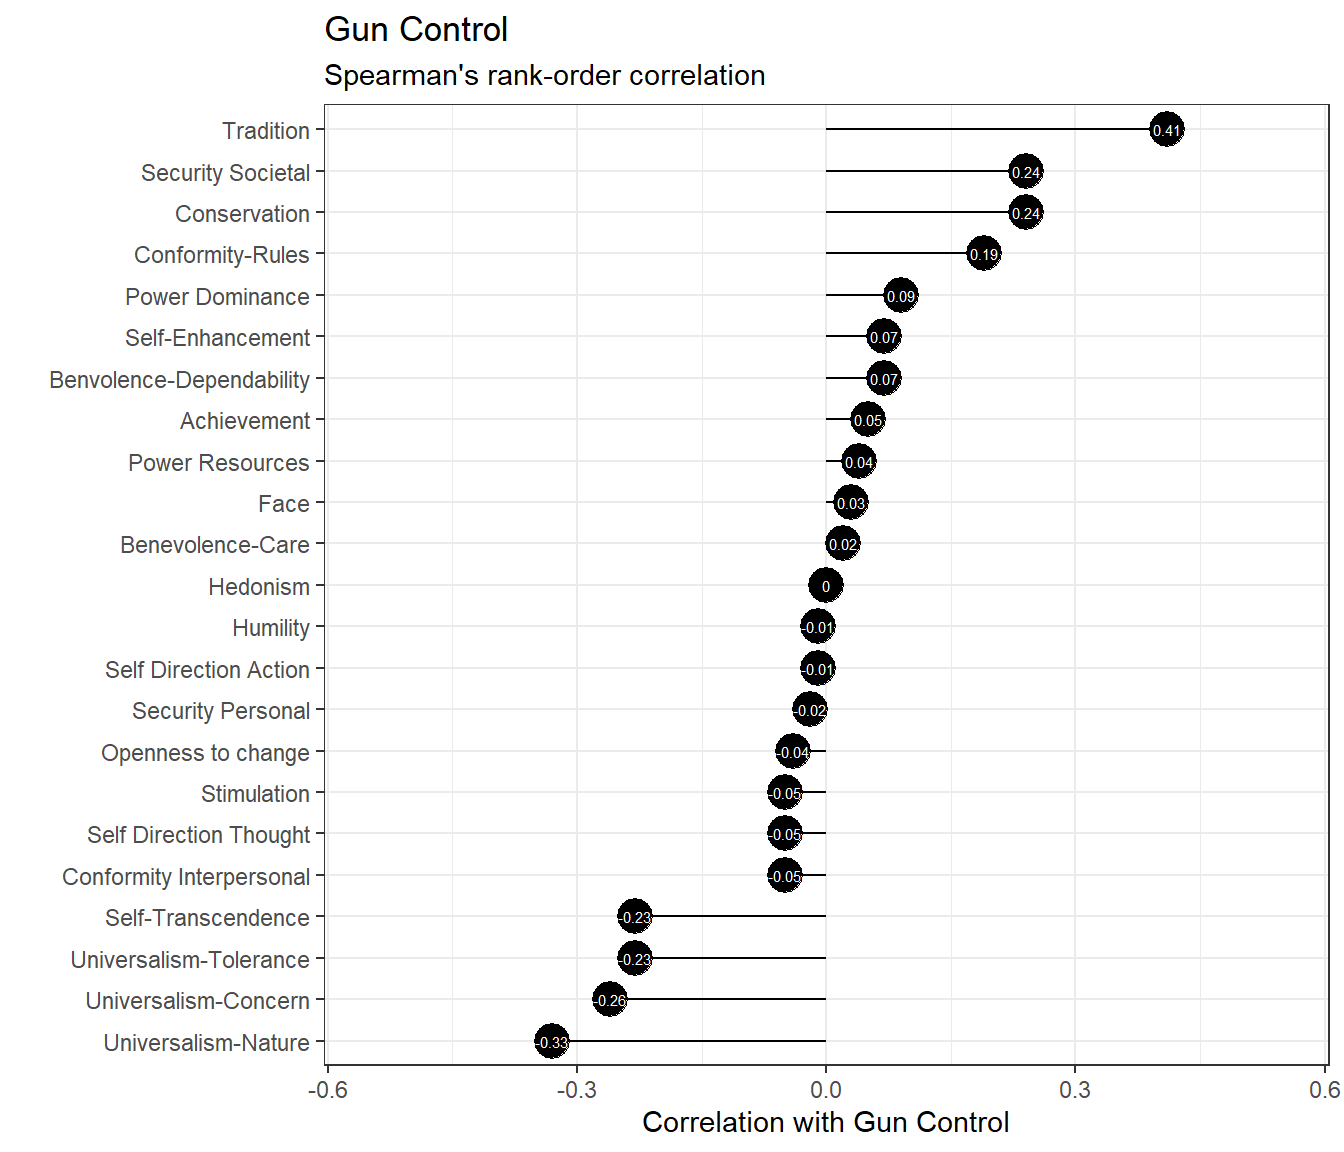 Gun Control
Spearman's rank-order correlation
Tradition
0.41
Security Societal
0.24
Conservation
0.24
Conformity-Rules
0.19
Power Dominance
0.09
Self-Enhancement
0.07
Benvolence-Dependability
0.07
Achievement
0.05
Power Resources
0.04
Face
0.03
Benevolence-Care
0.02
Hedonism
0
Humility
-0.01
Self Direction Action
-0.01
Security Personal
-0.02
Openness to change
-0.04
Stimulation
-0.05
Self Direction Thought
-0.05
Conformity Interpersonal
-0.05
Self-Transcendence
-0.23
Universalism-Tolerance
-0.23
Universalism-Concern
-0.26
Universalism-Nature
-0.33
-0.6
-0.3
0.0
0.3
0.6
Correlation with Gun Control